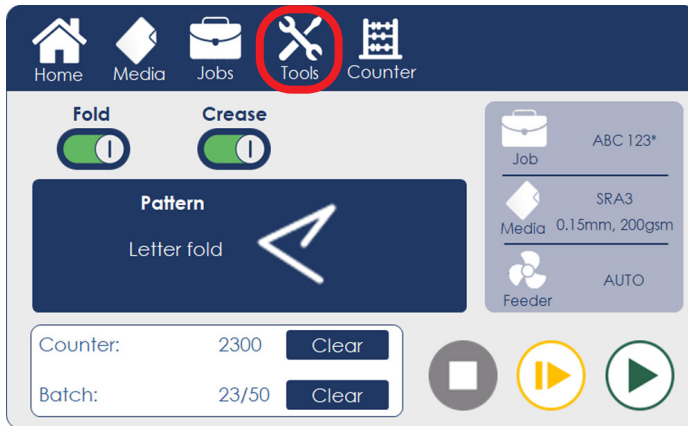 Home Media Jobs Tools Counter
Fold Crease
Pattern
Letter fold
Job ABC 123*
Media SRA3
0.15mm, 200gsm
Feeder AUTO
Counter: 2300 Clear
Batch: 23/50 Clear